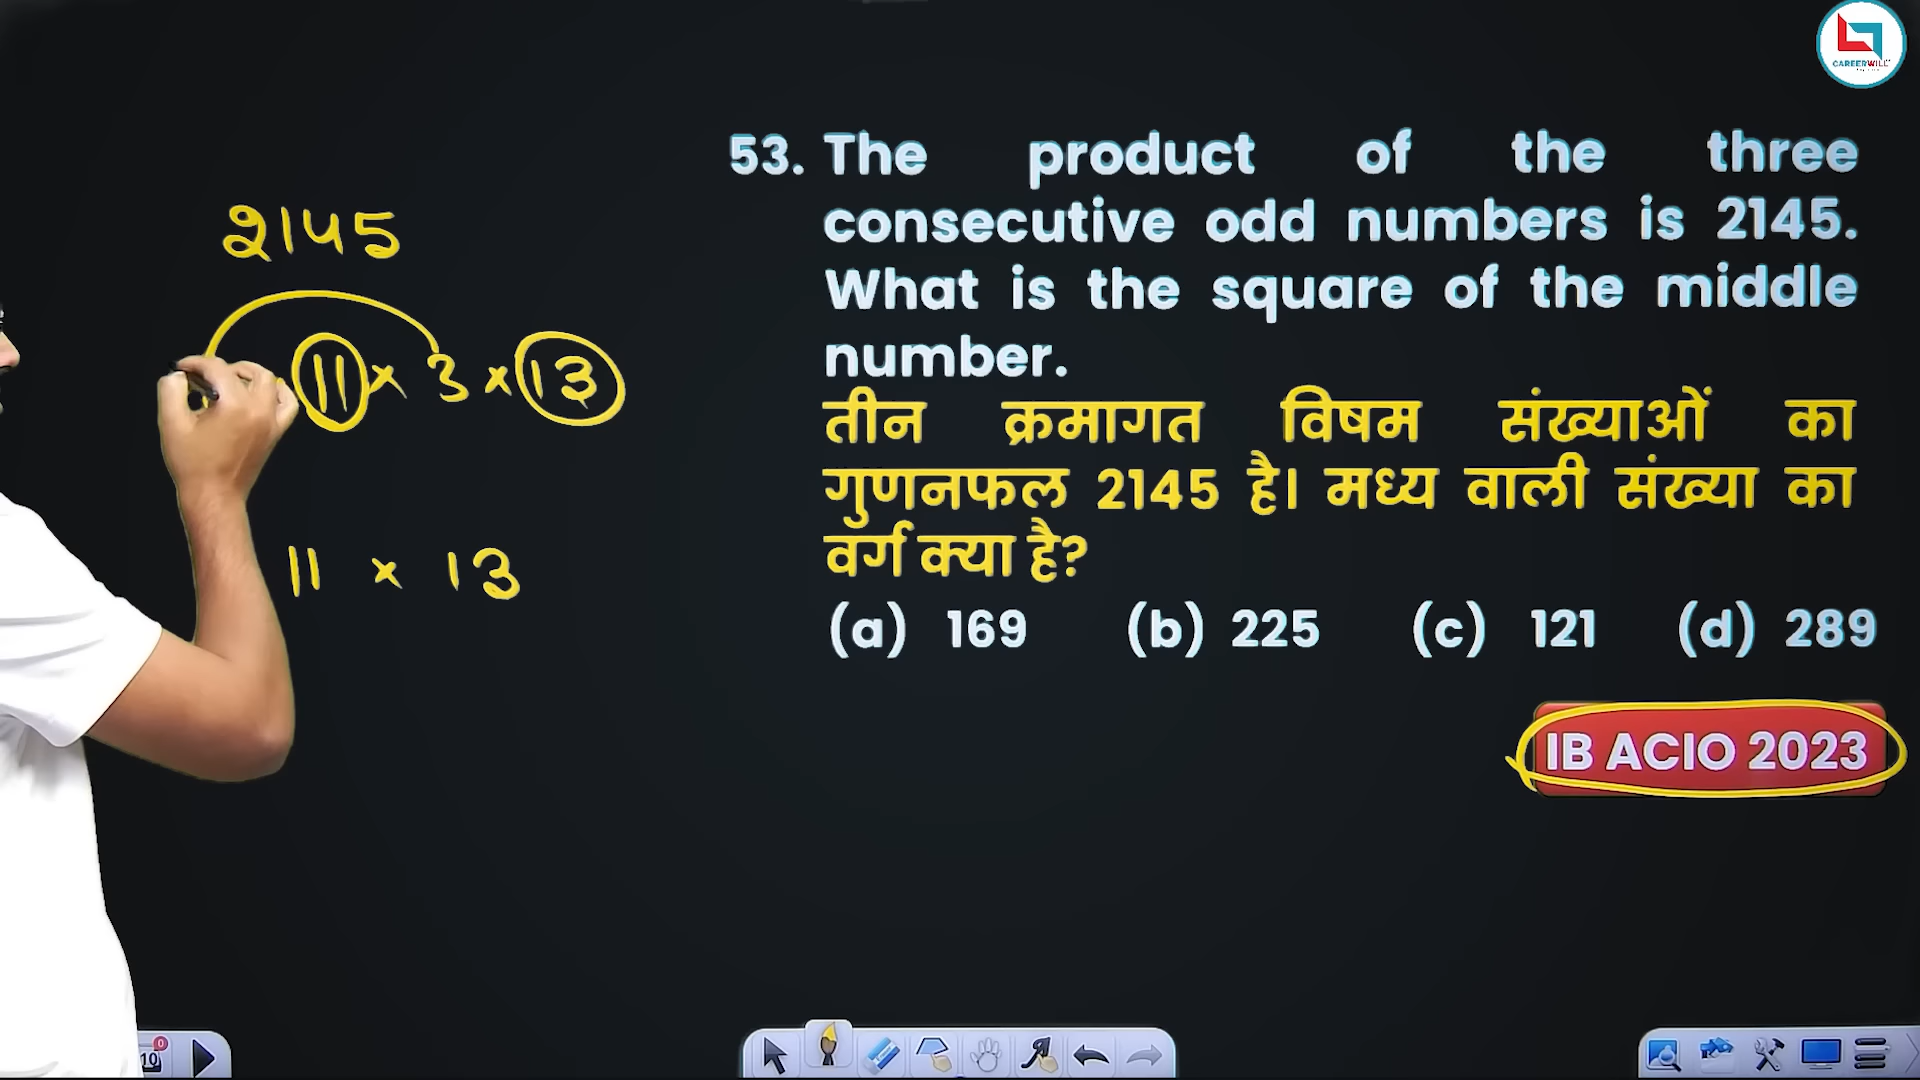 CAREERWILL
53. The product of the three
consecutive odd numbers is 2145.
What is the square of the middle
number.
तीन क्रमागत विषम संख्याओं का
गुणनफल 2145 है। मध्य वाली संख्या का
वर्ग क्या है?
(a) 169 (b) 225 (c) 121 (d) 289
IB ACIO 2023
2145
11 × 3 × 13
11 × 13